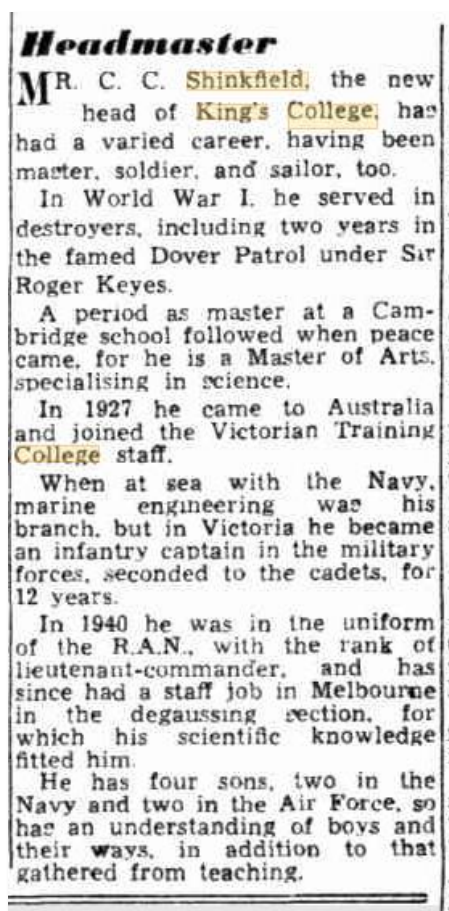 Headmaster
MR. C. C. Shinkfield, the new
head of King's College, has
had a varied career, having been
master, soldier, and sailor, too.
In World War I. he served in
destroyers, including two years in
the famed Dover Patrol under Sir
Roger Keyes.
A period as master at a Cam-
bridge school followed when peace
came, for he is a Master of Arts,
specialising in science.
In 1927 he came to Australia
and joined the Victorian Training
College staff.
When at sea with the Navy,
marine engineering was his
branch, but in Victoria he became
an infantry captain in the military
forces, seconded to the cadets, for
12 years.
In 1940 he was in the uniform
of the R.A.N., with the rank of
lieutenant-commander, and has
since had a staff job in Melbourne
in the degaussing section, for
which his scientific knowledge
fitted him.
He has four sons, two in the
Navy and two in the Air Force, so
has an understanding of boys and
their ways, in addition to that
gathered from teaching.